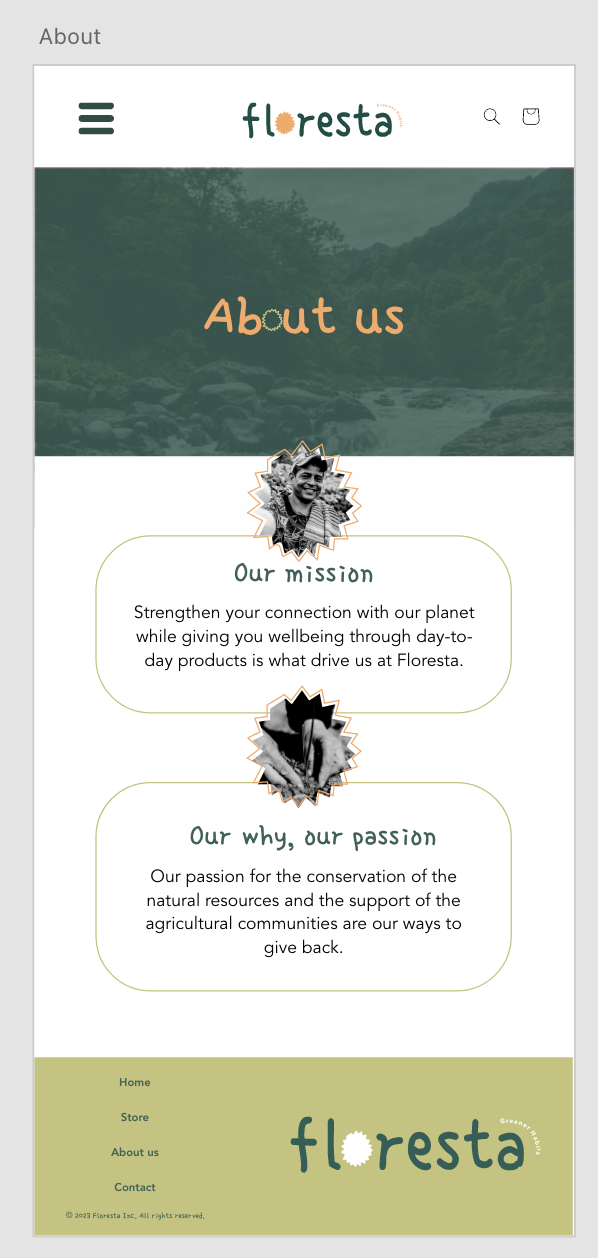 About
floresta
Greener Habits
About us
Our mission
Strengthen your connection with our planet
while giving you wellbeing through day-to-
day products is what drive us at Floresta.
Our why, our passion
Our passion for the conservation of the
natural resources and the support of the
agricultural communities are our ways to
give back.
Home
Store
About us
Contact
© 2023 Floresta Inc. All rights reserved.
floresta
Greener Habits